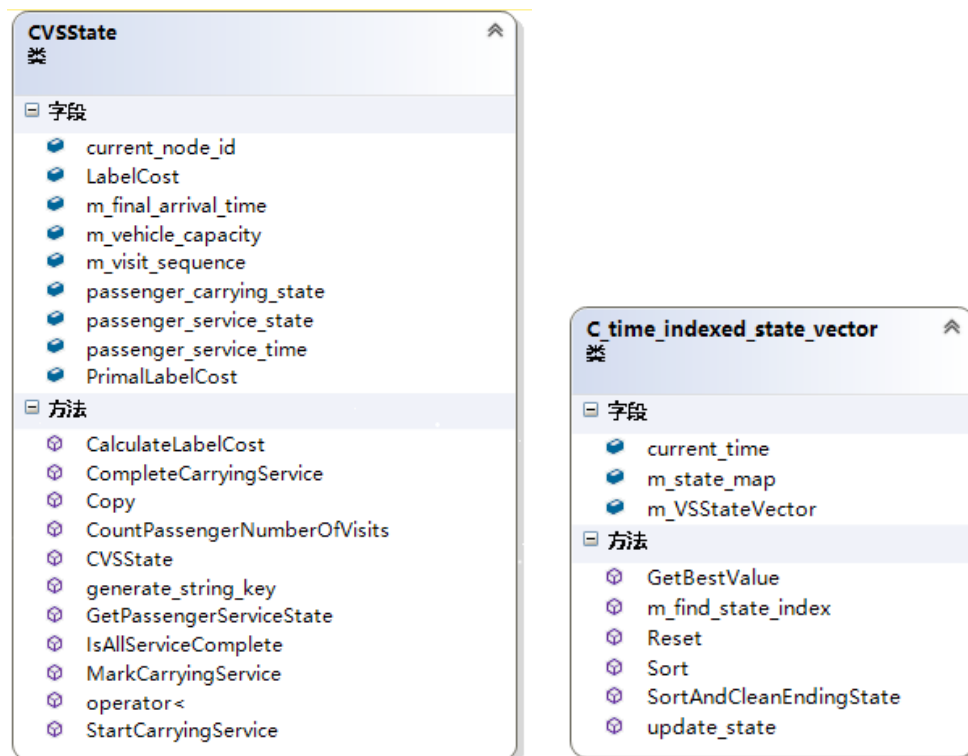 CVSState
类
字段
current_node_id
LabelCost
m_final_arrival_time
m_vehicle_capacity
m_visit_sequence
passenger_carrying_state
passenger_service_state
passenger_service_time
PrimalLabelCost
方法
CalculateLabelCost
CompleteCarryingService
Copy
CountPassengerNumberOfVisits
CVSState
generate_string_key
GetPassengerServiceState
IsAllServiceComplete
MarkCarryingService
operator<
StartCarryingService
C_time_indexed_state_vector
类
字段
current_time
m_state_map
m_VSStateVector
方法
GetBestValue
m_find_state_index
Reset
Sort
SortAndCleanEndingState
update_state